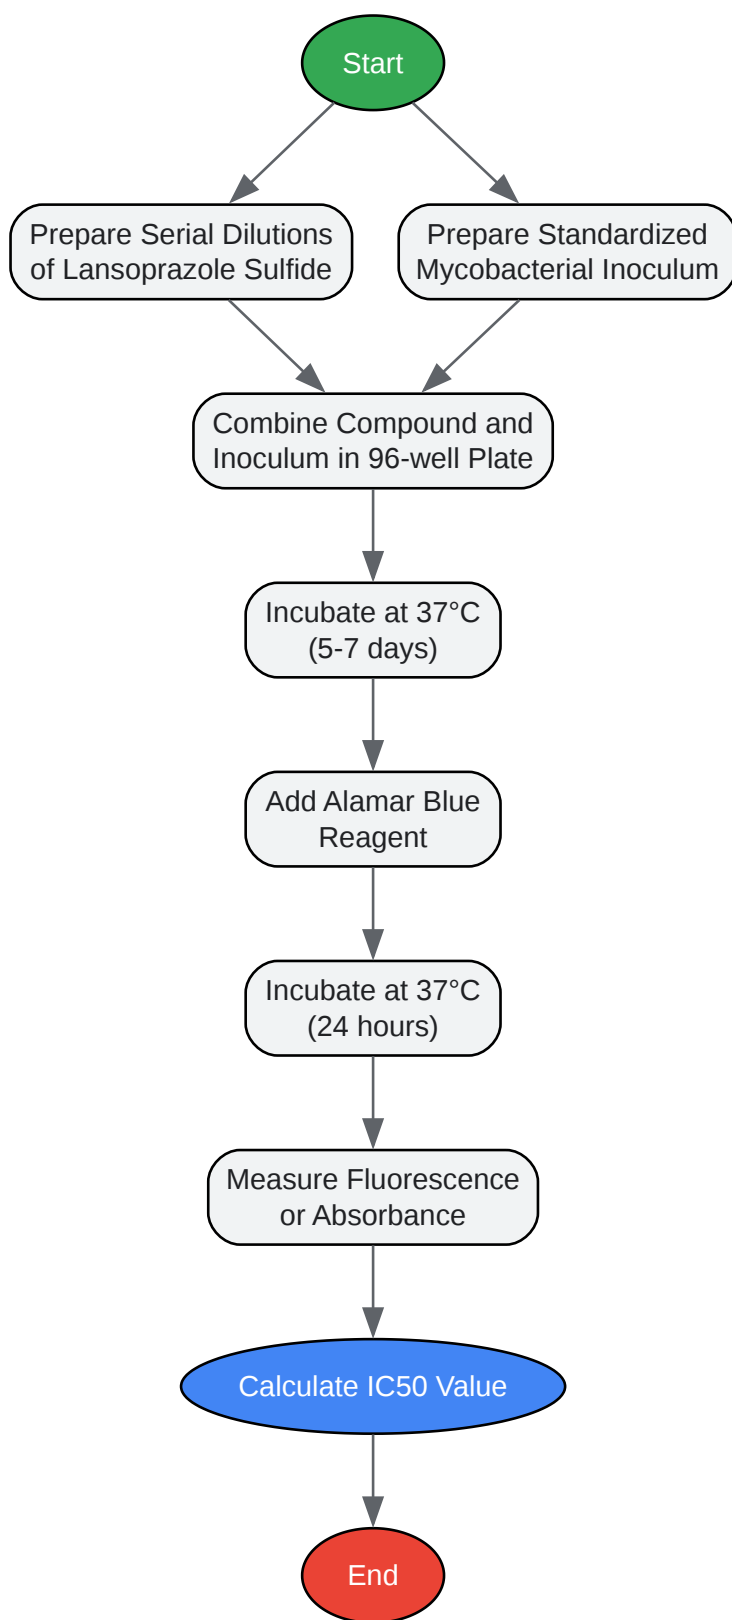 Start
Prepare Serial Dilutions
of Lansoprazole Sulfide
Prepare Standardized
Mycobacterial Inoculum
Combine Compound and
Inoculum in 96-well Plate
Incubate at 37°C
(5-7 days)
Add Alamar Blue
Reagent
Incubate at 37°C
(24 hours)
Measure Fluorescence
or Absorbance
Calculate IC50 Value
End